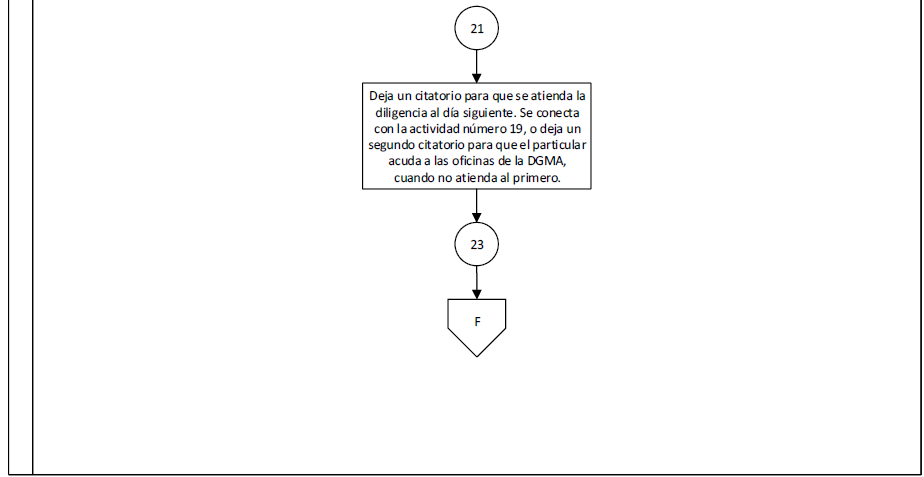 21
Deja un citatorio para que se atienda la
diligencia al día siguiente. Se conecta
con la actividad número 19, o deja un
segundo citatorio para que el particular
acuda a las oficinas de la DGMA,
cuando no atienda al primero.
23
F